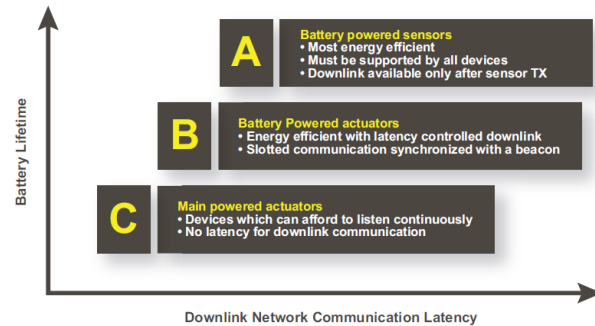 Battery Lifetime
A
Battery powered sensors
• Most energy efficient
• Must be supported by all devices
• Downlink available only after sensor TX
B
Battery Powered actuators
• Energy efficient with latency controlled downlink
• Slotted communication synchronized with a beacon
C
Main powered actuators
• Devices which can afford to listen continuously
• No latency for downlink communication
Downlink Network Communication Latency